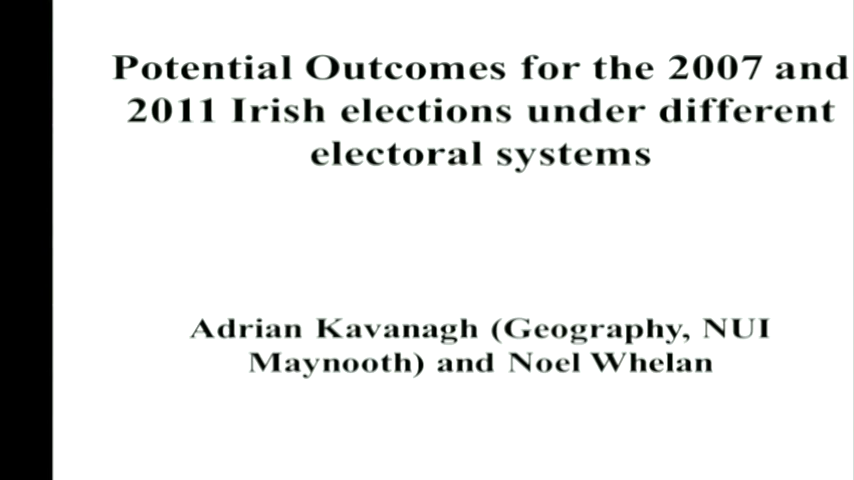 Potential Outcomes for the 2007 and
2011 Irish elections under different
electoral systems
Adrian Kavanagh (Geography, NUI
Maynooth) and Noel Whelan